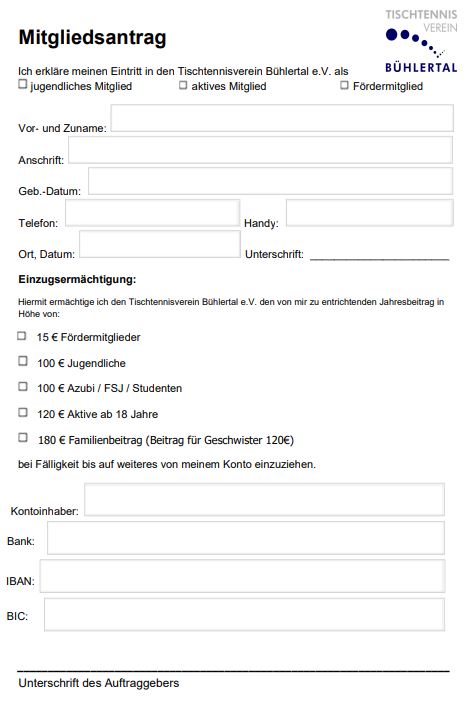 TISCHTENNIS
VEREIN
BÜHLERTAL
Mitgliedsantrag
Ich erkläre meinen Eintritt in den Tischtennisverein Bühlertal e.V. als
jugendliches Mitglied aktives Mitglied Fördermitglied
Vor- und Zuname:
Anschrift:
Geb.-Datum:
Telefon: Handy:
Ort, Datum: Unterschrift: ______________________
Einzugsermächtigung:
Hiermit ermächtige ich den Tischtennisverein Bühlertal e.V. den von mir zu entrichtenden Jahresbeitrag in
Höhe von:
15 € Fördermitglieder
100 € Jugendliche
100 € Azubi / FSJ / Studenten
120 € Aktive ab 18 Jahre
180 € Familienbeitrag (Beitrag für Geschwister 120€)
bei Fälligkeit bis auf weiteres von meinem Konto einzuziehen.
Kontoinhaber:
Bank:
IBAN:
BIC:
Unterschrift des Auftraggebers